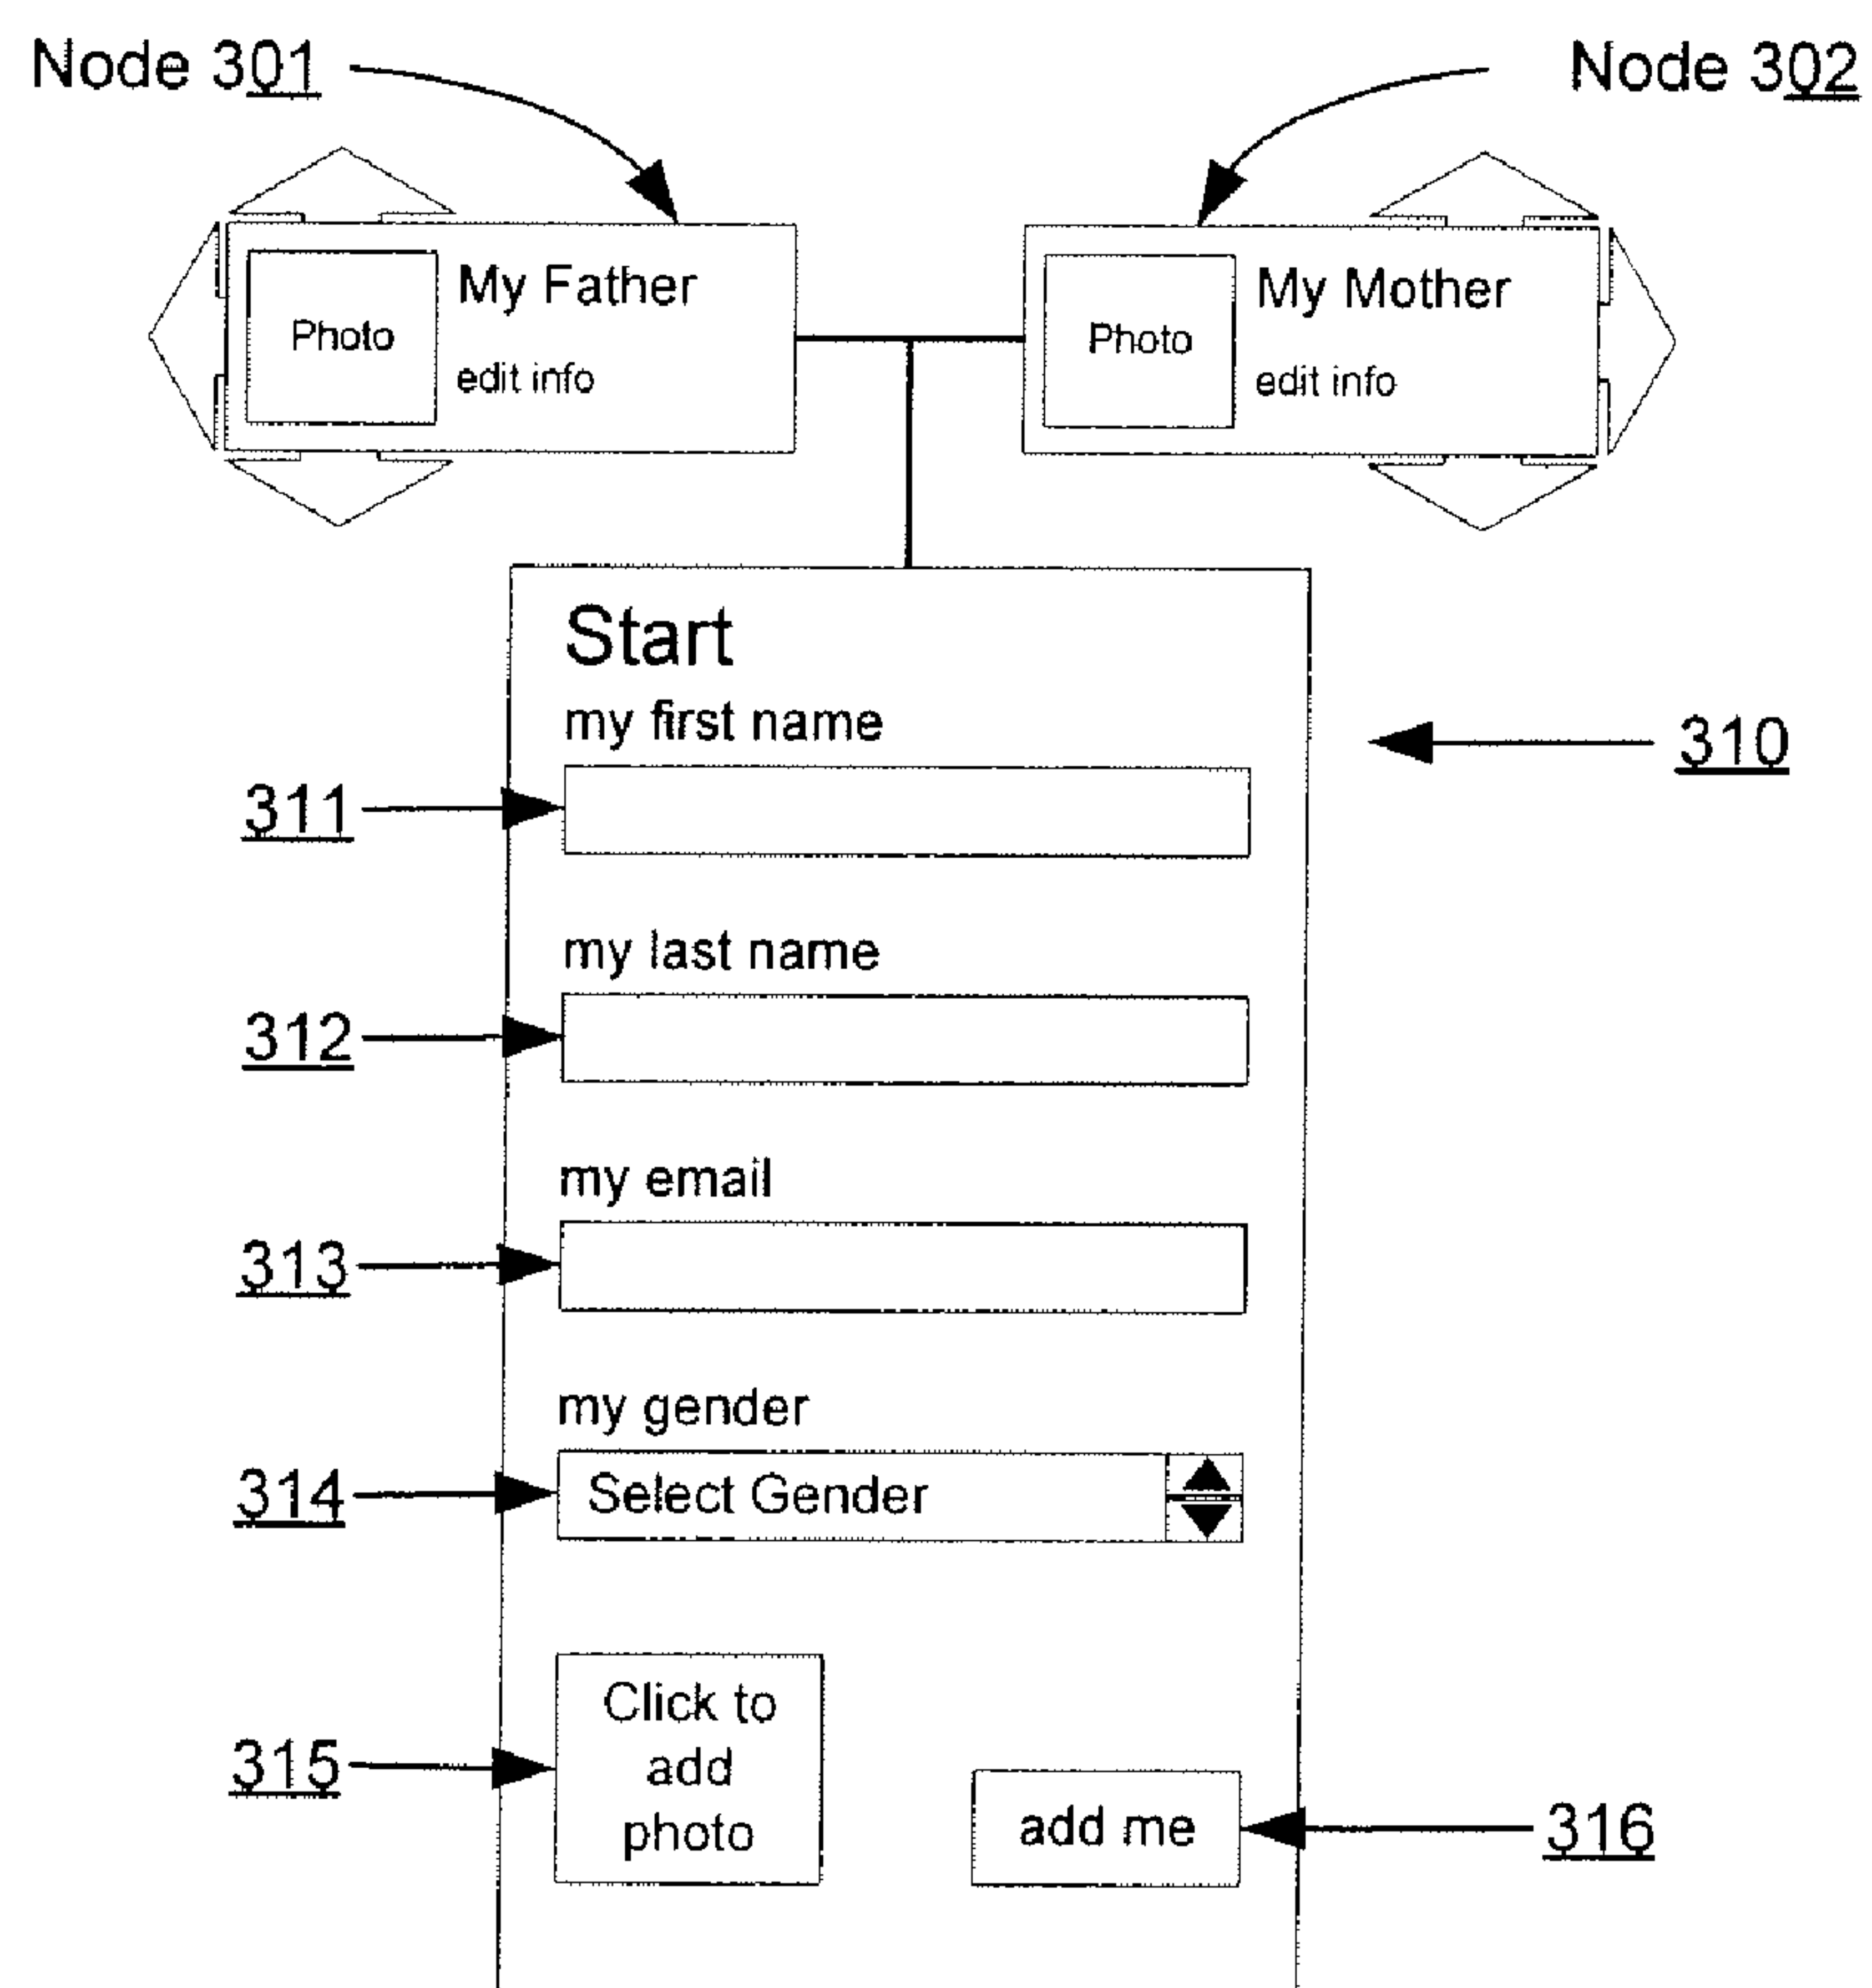 Node 301
Node 302
Photo
My Father
edit info
Photo
My Mother
edit info
Start
my first name
310
311
my last name
312
my email
313
my gender
314
Select Gender
315
Click to
add
photo
add me
316